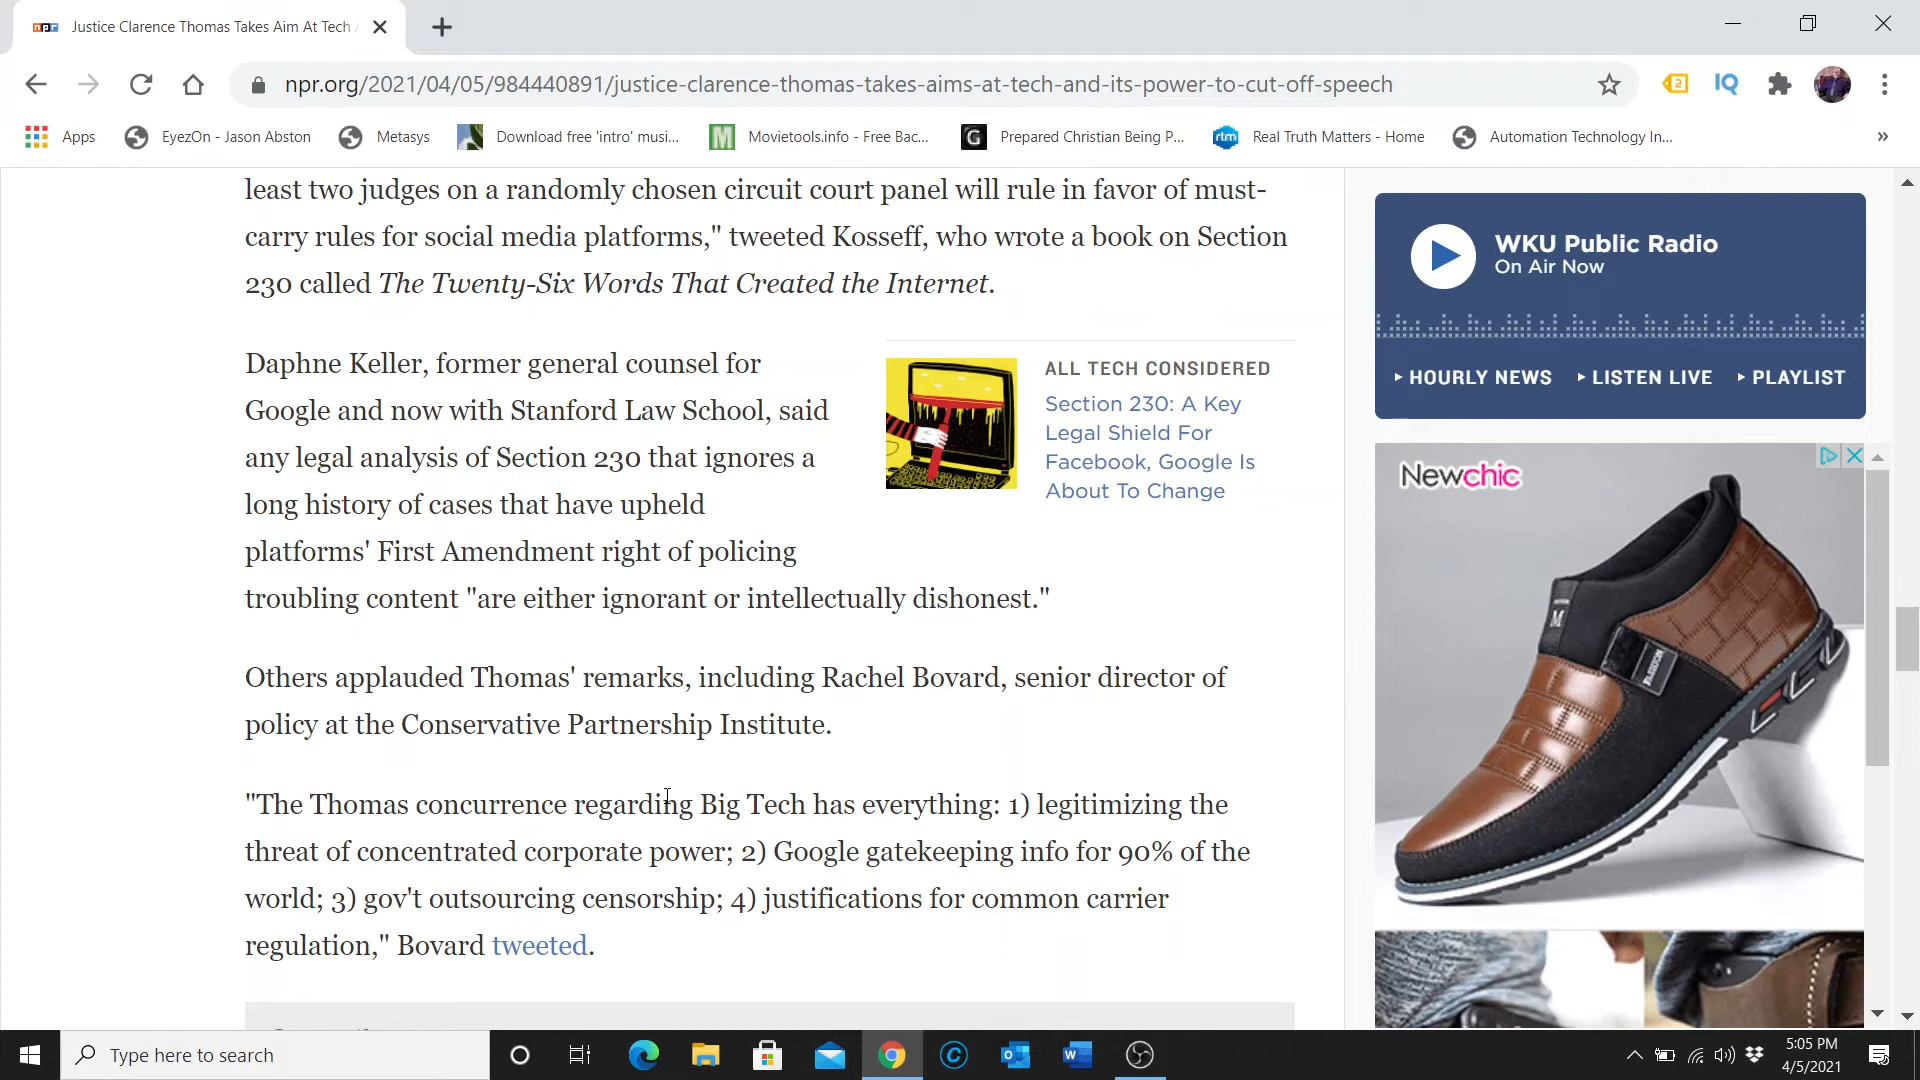 npr
Justice Clarence Thomas Takes Aim At Tech
npr.org/2021/04/05/984440891/justice-clarence-thomas-takes-aims-at-tech-and-its-power-to-cut-off-speech
2
IQ
Apps
EyezOn - Jason Abston
Metasys
Download free 'intro' musi...
M
Movietools.info - Free Bac...
G
Prepared Christian Being P...
rtm
Real Truth Matters - Home
Automation Technology In...
least two judges on a randomly chosen circuit court panel will rule in favor of must-
carry rules for social media platforms," tweeted Kosseff, who wrote a book on Section
230 called The Twenty-Six Words That Created the Internet.
Daphne Keller, former general counsel for
Google and now with Stanford Law School, said
any legal analysis of Section 230 that ignores a
long history of cases that have upheld
platforms' First Amendment right of policing
troubling content "are either ignorant or intellectually dishonest."
ALL TECH CONSIDERED
Section 230: A Key
Legal Shield For
Facebook, Google Is
About To Change
Others applauded Thomas' remarks, including Rachel Bovard, senior director of
policy at the Conservative Partnership Institute.
"The Thomas concurrence regarding Big Tech has everything: 1) legitimizing the
threat of concentrated corporate power; 2) Google gatekeeping info for 90% of the
world; 3) gov't outsourcing censorship; 4) justifications for common carrier
regulation," Bovard tweeted.
WKU Public Radio
On Air Now
HOURLY NEWS
LISTEN LIVE
PLAYLIST
Newchic
M
Type here to search
5:05 PM
4/5/2021